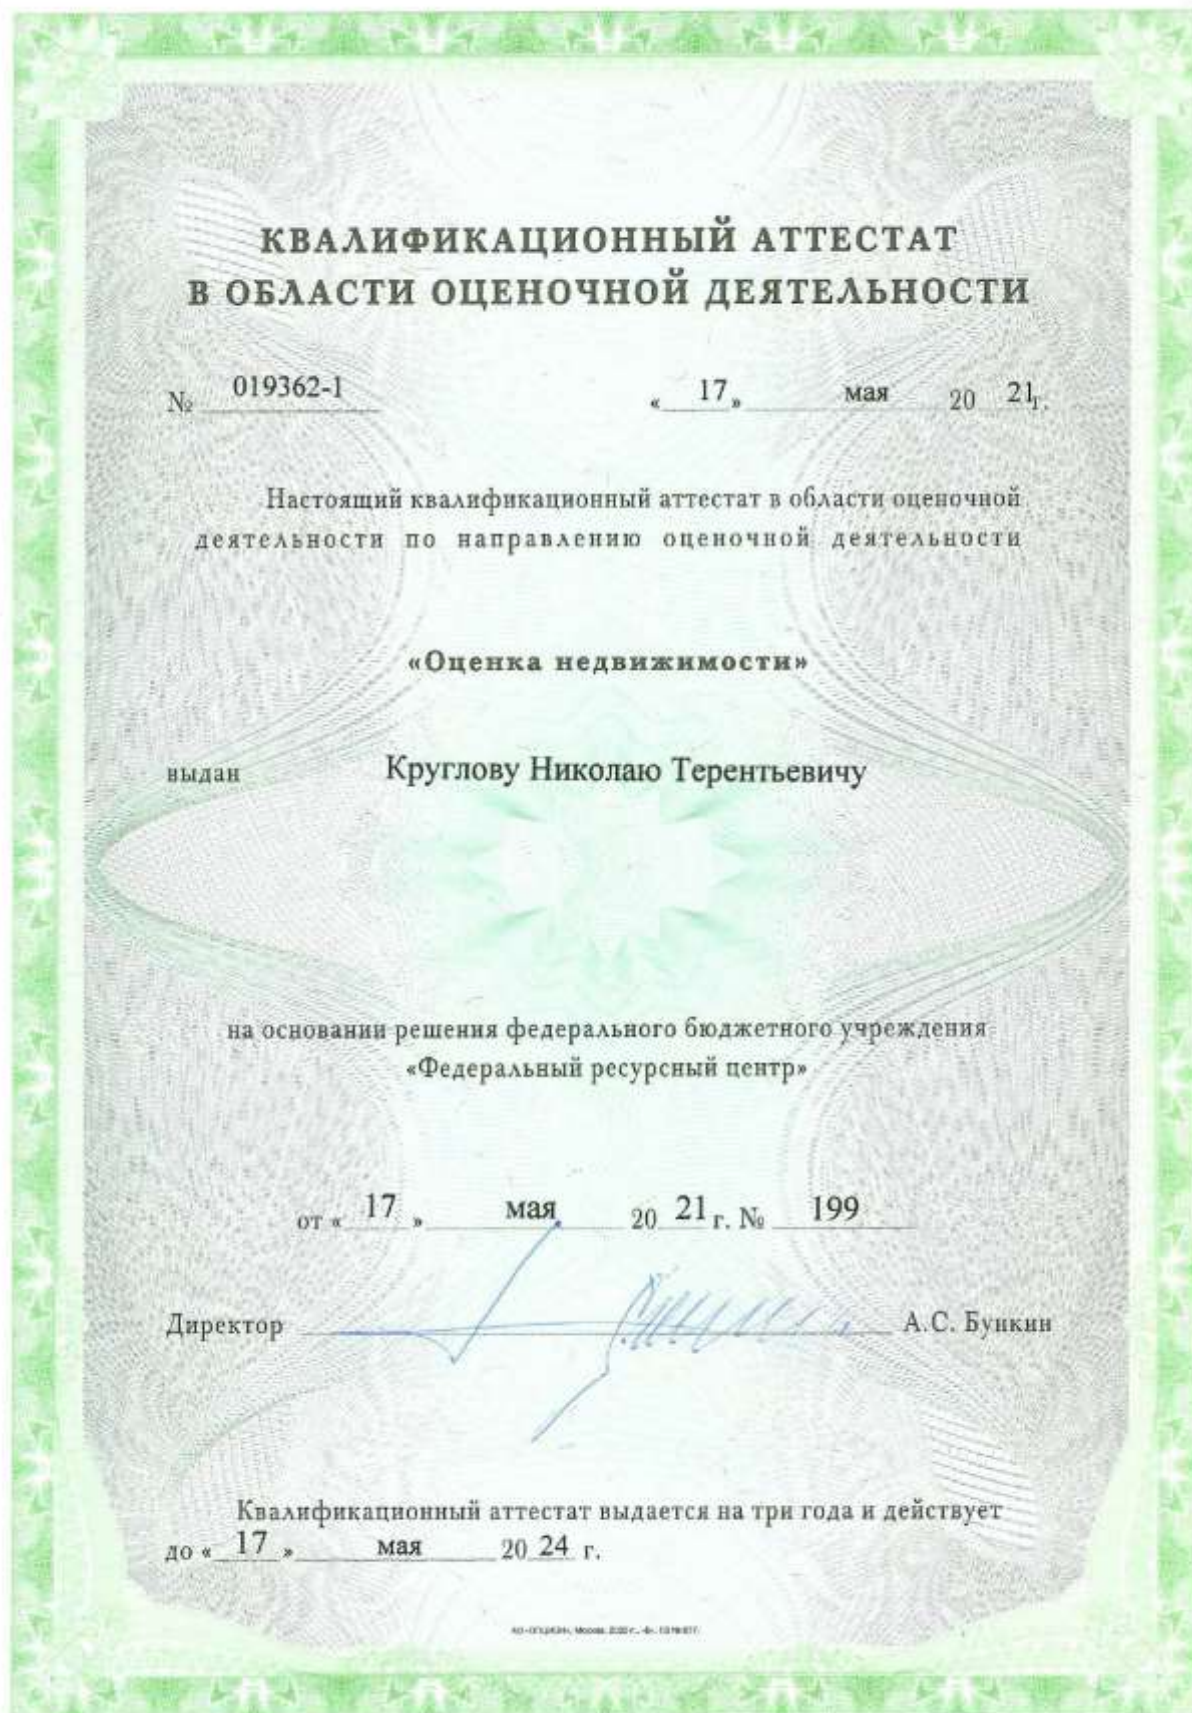 КВАЛИФИКАЦИОННЫЙ АТТЕСТАТ
В ОБЛАСТИ ОЦЕНОЧНОЙ ДЕЯТЕЛЬНОСТИ
№ 019362-1 « 17 » мая 20 21 г.
Настоящий квалификационный аттестат в области оценочной
деятельности по направлению оценочной деятельности
«Оценка недвижимости»
выдан Круглову Николаю Терентьевичу
на основании решения федерального бюджетного учреждения
«Федеральный ресурсный центр»
от « 17 » мая 20 21 г. № 199
Директор А.С. Бункин
Квалификационный аттестат выдается на три года и действует
до « 17 » мая 20 24 г.
Москва